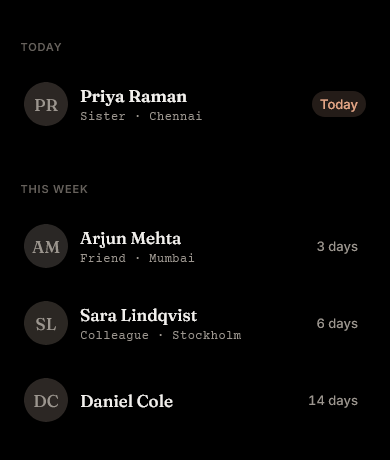 TODAY
PR
Priya Raman
Today
Sister · Chennai
THIS WEEK
AM
Arjun Mehta
3 days
Friend · Mumbai
SL
Sara Lindqvist
6 days
Colleague · Stockholm
DC
Daniel Cole
14 days